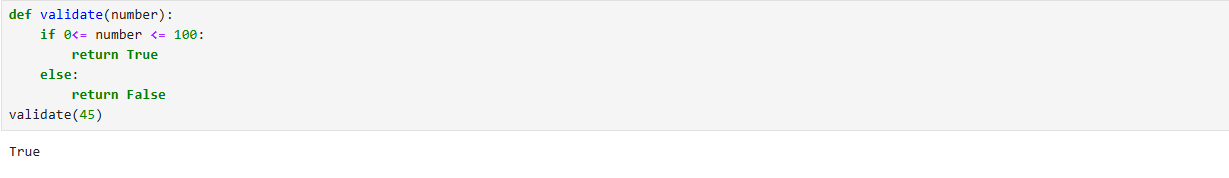 def validate(number):
    if 0<= number <= 100:
        return True
    else:
        return False
validate(45)
True